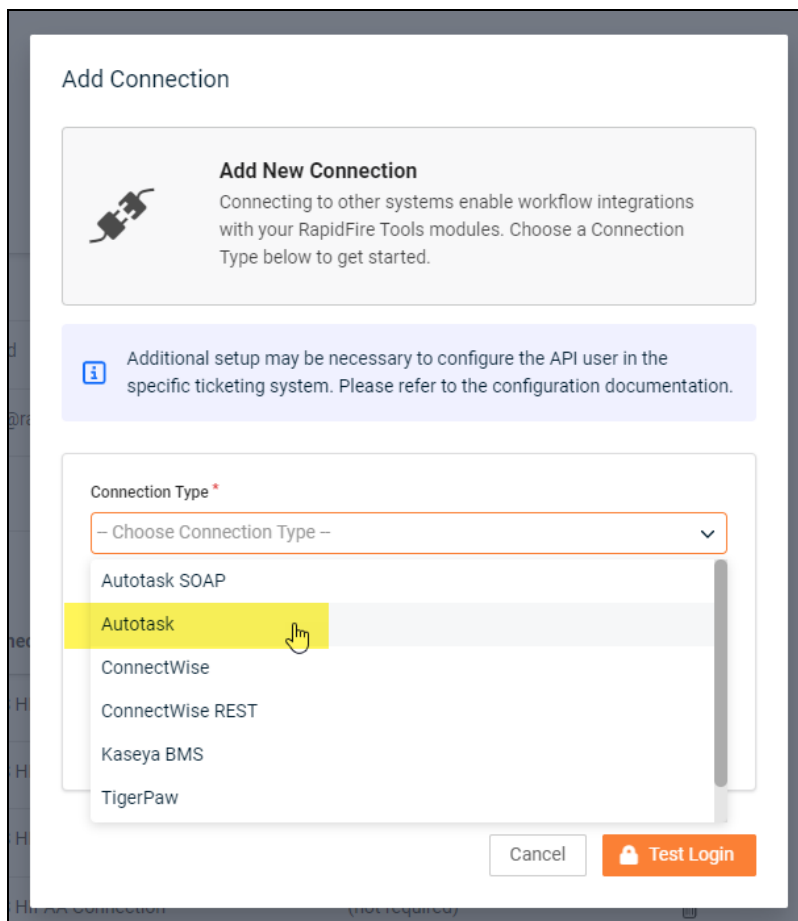 Add Connection
Add New Connection
Connecting to other systems enable workflow integrations
with your RapidFire Tools modules. Choose a Connection
Type below to get started.
Additional setup may be necessary to configure the API user in the
specific ticketing system. Please refer to the configuration documentation.
Connection Type *
-- Choose Connection Type --
Autotask SOAP
Autotask
ConnectWise
ConnectWise REST
Kaseya BMS
TigerPaw
Cancel
Test Login